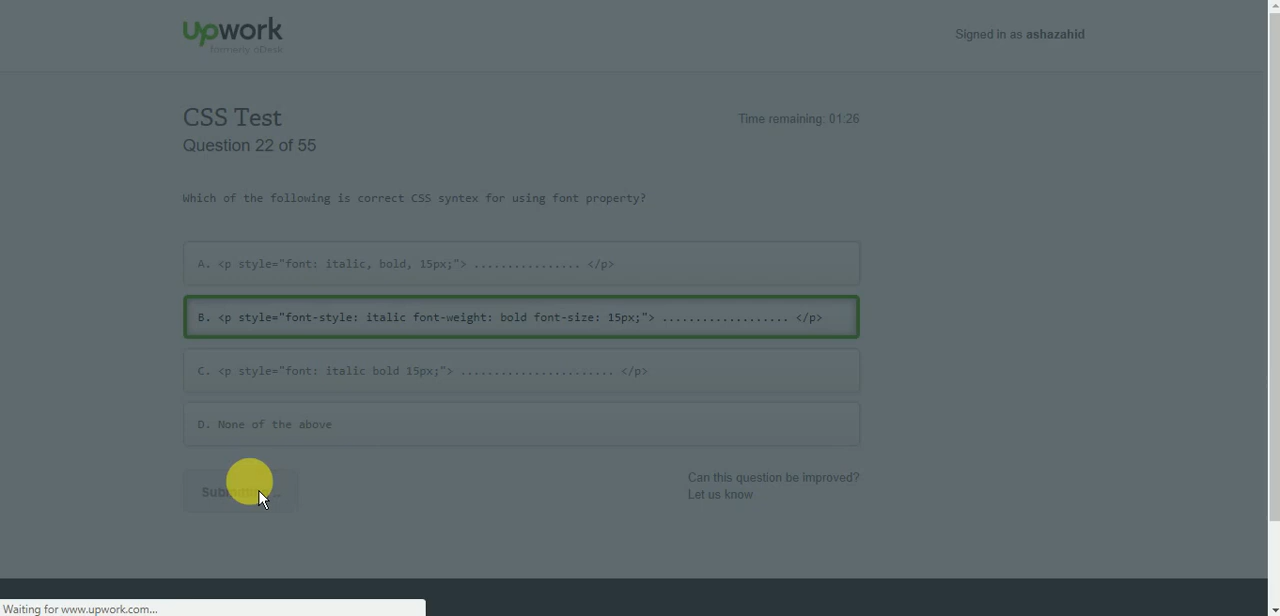 Upwork
formerly oDesk
Signed in as ashazahid
CSS Test
Time remaining: 01:26
Question 22 of 55
Which of the following is correct CSS syntex for using font property?
A. <p style="font: italic, bold, 15px;"> ................ </p>
B. <p style="font-style: italic font-weight: bold font-size: 15px;"> ................... </p>
C. <p style="font: italic bold 15px;"> ....................... </p>
D. None of the above
Can this question be improved?
Let us know
Waiting for www.upwork.com...